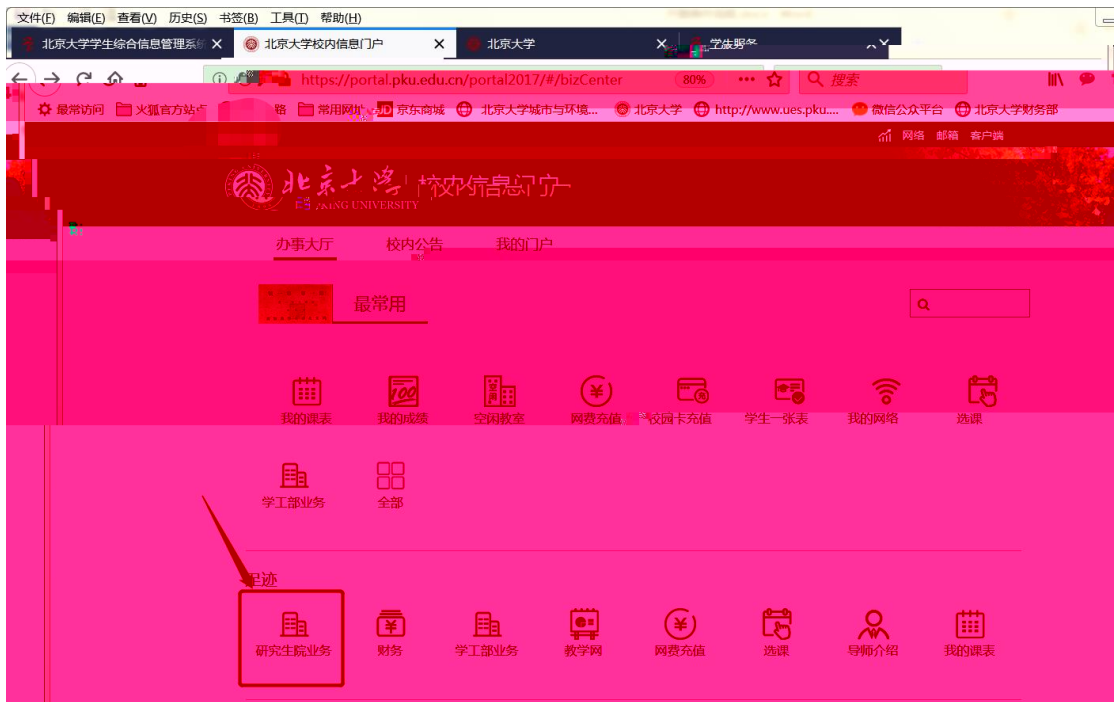 文件(F) 编辑(E) 查看(V) 历史(S) 书签(B) 工具(T) 帮助(H)
北京大学学生综合信息管理系统 北京大学校内信息门户 北京大学
https://portal.pku.edu.cn/portal2017/#/bizCenter 80% 搜索
最常访问 火狐官方站点 常用网址 JD 京东商城 北京大学城市与环境... 北京大学 http://www.ues.pku.... 微信公众平台 北京大学财务部
网络 邮箱 客户端
北京大学 校内信息门户
UNIVERSITY
办事大厅 校内公告 我的门户
最常用
我的课表 我的成绩 空闲教室 网费充值 校园卡充值 学生一张表 我的网络 选课
学工部业务 全部
足迹
研究生院业务 财务 学工部业务 教学网 网费充值 选课 导师介绍 我的课表